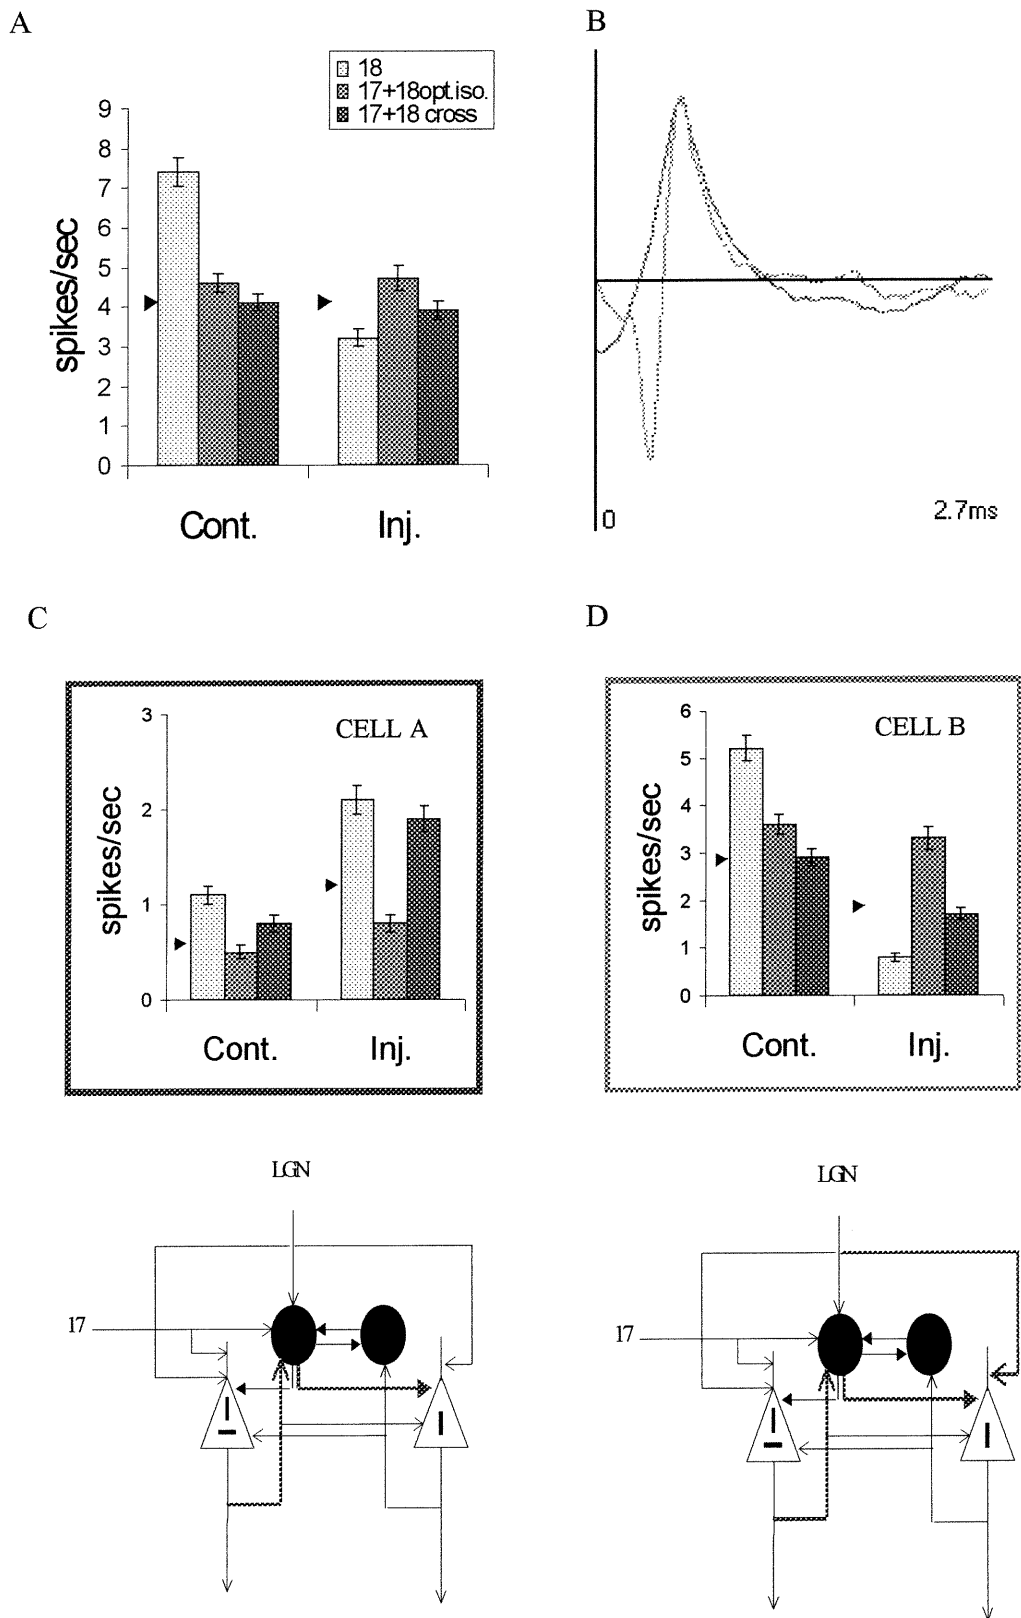 A
B
18
17+18opt.iso.
17+18 cross
9
8
7
6
5
4
3
2
1
0
spikes/sec
Cont.
Inj.
0
2.7ms
C
D
CELL A
3
2
1
0
spikes/sec
Cont.
Inj.
CELL B
6
5
4
3
2
1
0
spikes/sec
Cont.
Inj.
LGN
17
LGN
17